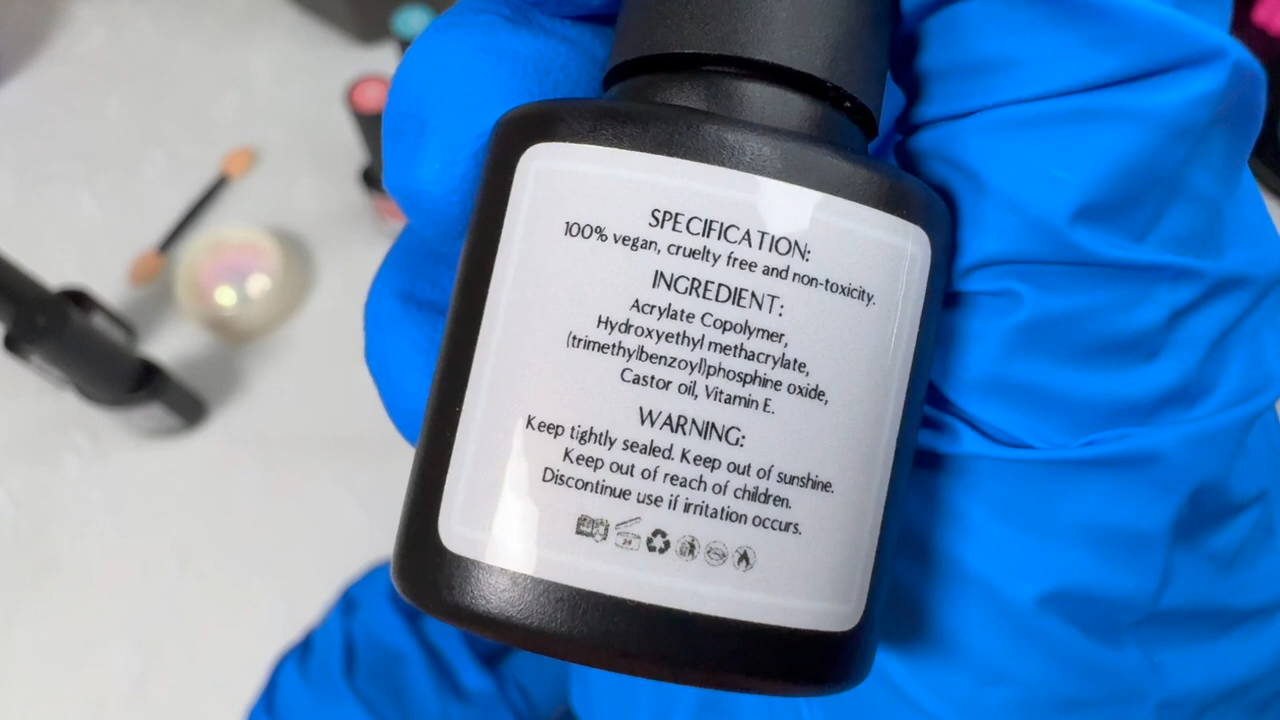 SPECIFICATION:
100% vegan, cruelty free and non-toxicity.
INGREDIENT:
Acrylate Copolymer,
Hydroxyethyl methacrylate,
(trimethylbenzoyl)phosphine oxide,
Castor oil, Vitamin E.
WARNING:
Keep tightly sealed. Keep out of sunshine.
Keep out of reach of children.
Discontinue use if irritation occurs.